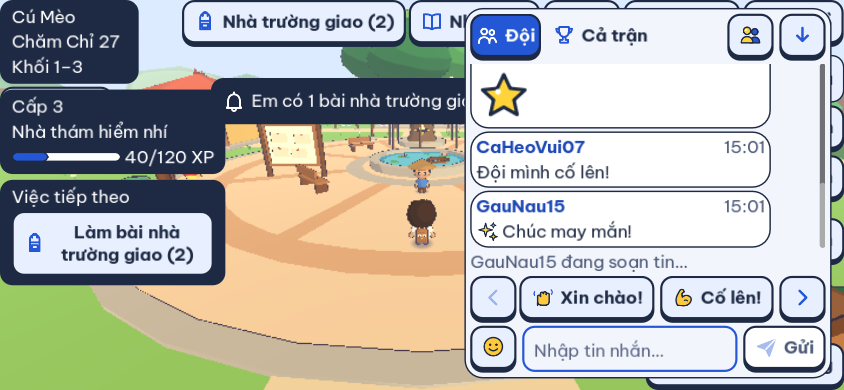 Cú Mèo
Chăm Chỉ 27
Khối 1–3
Cấp 3
Nhà thám hiểm nhí
40/120 XP
Việc tiếp theo
Làm bài nhà
trường giao (2)
Nhà trường giao (2)
Em có 1 bài nhà trường
Đội
Cả trận
CaHeoVui07
15:01
Đội mình cố lên!
GauNau15
15:01
Chúc may mắn!
GauNau15 đang soạn tin...
Xin chào!
Cố lên!
Nhập tin nhắn...
Gửi